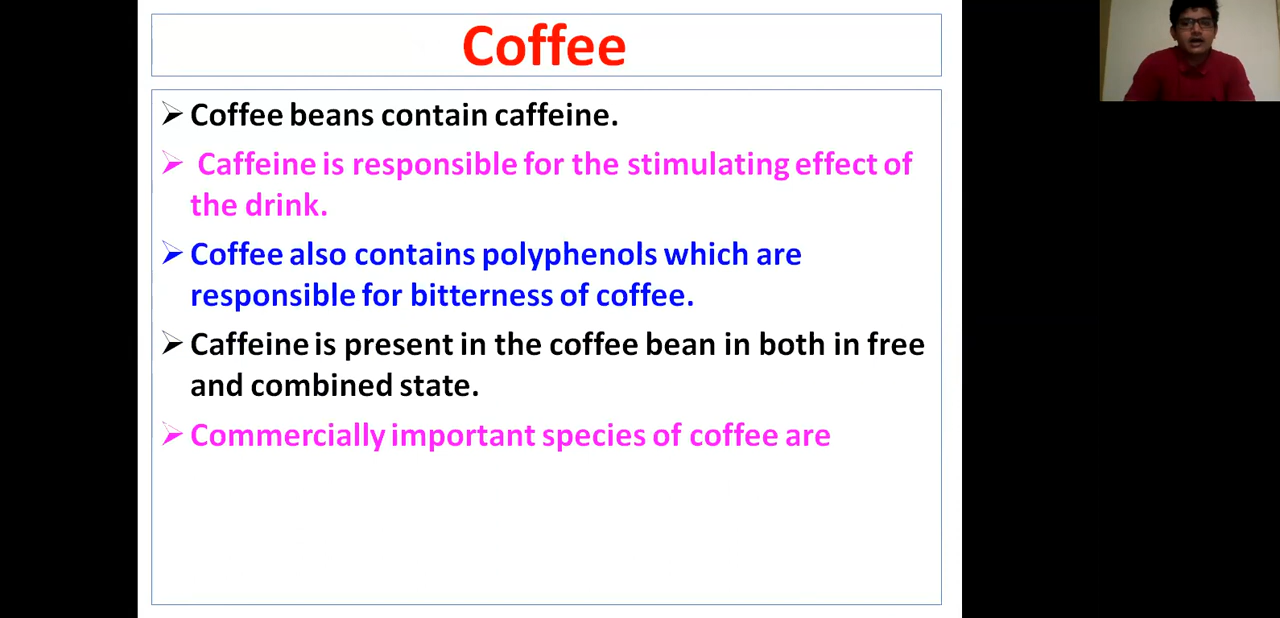 Coffee
Coffee beans contain caffeine.
Caffeine is responsible for the stimulating effect of
the drink.
Coffee also contains polyphenols which are
responsible for bitterness of coffee.
Caffeine is present in the coffee bean in both in free
and combined state.
Commercially important species of coffee are